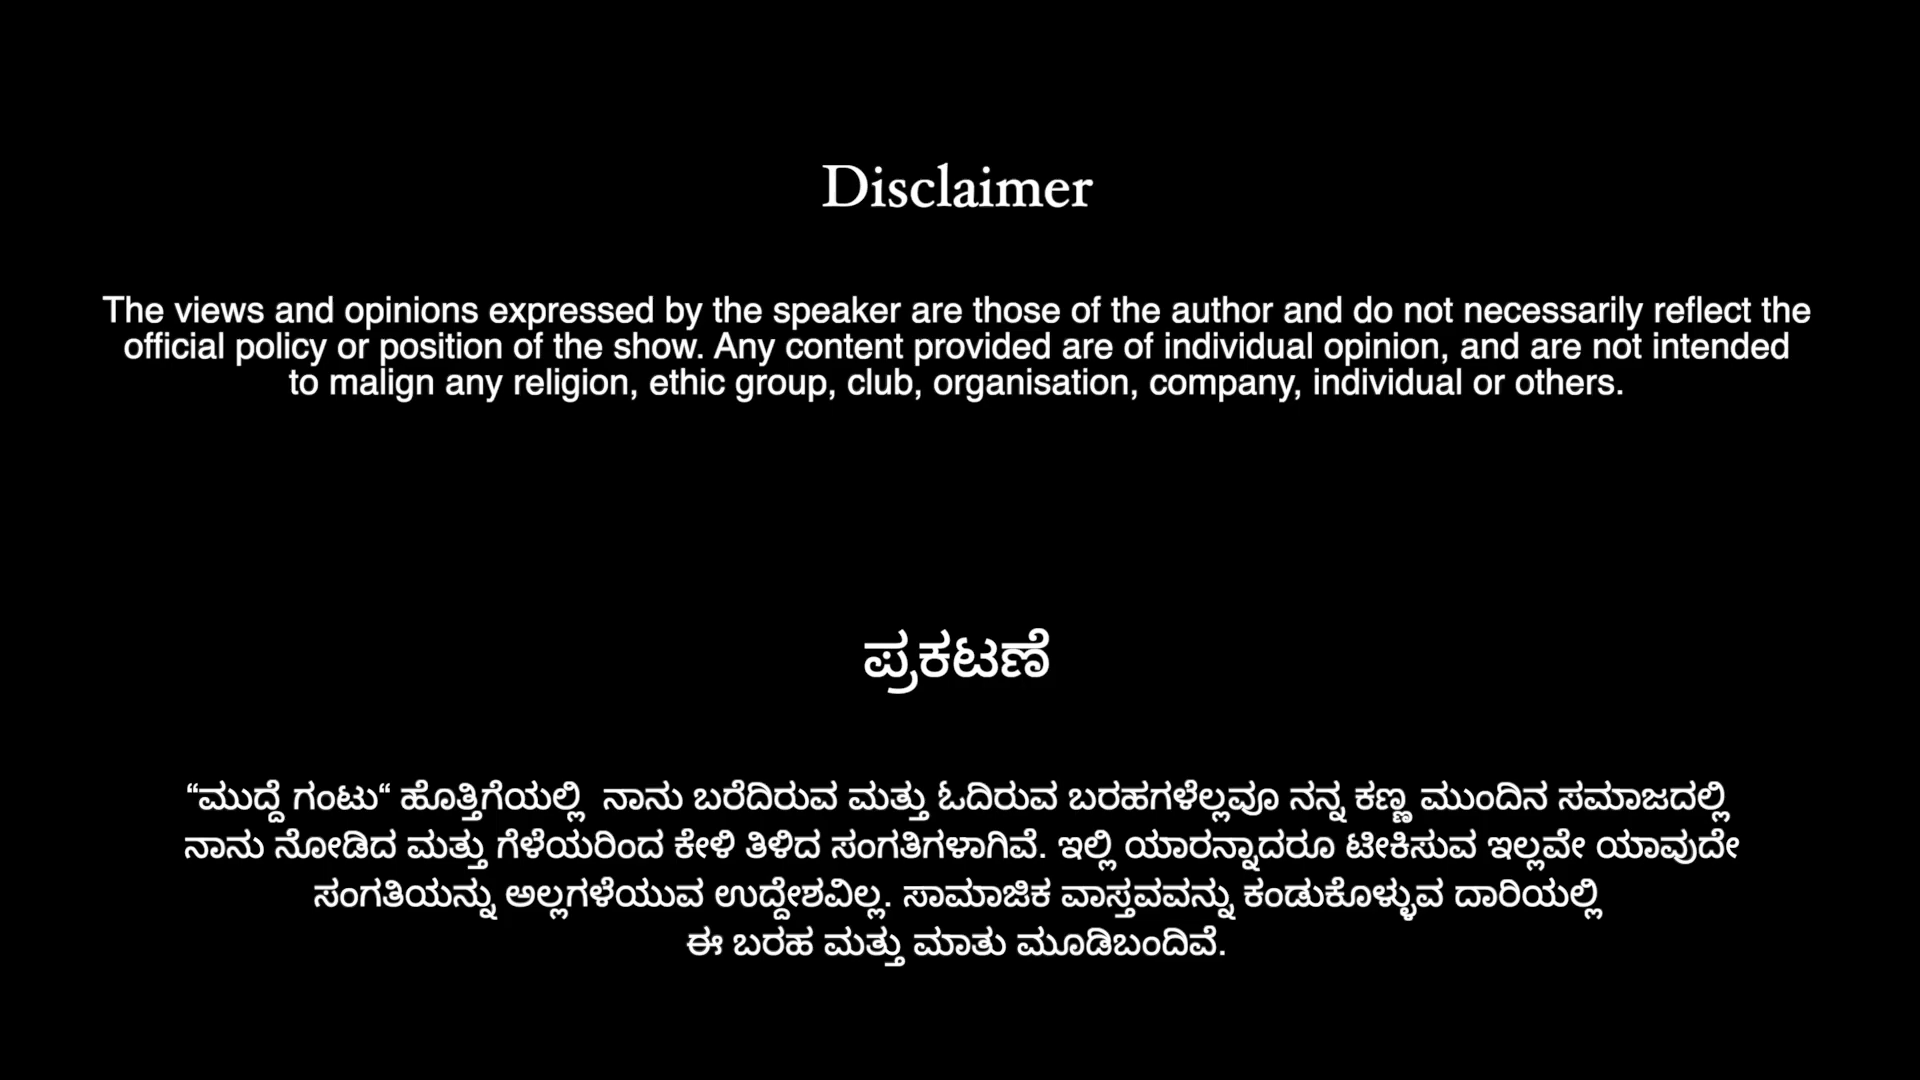 Disclaimer
The views and opinions expressed by the speaker are those of the author and do not necessarily reflect the
official policy or position of the show. Any content provided are of individual opinion, and are not intended
to malign any religion, ethic group, club, organisation, company, individual or others.
ಪ್ರಕಟಣೆ
“ಮುದ್ದೆ ಗಂಟು“ ಹೊತ್ತಿಗೆಯಲ್ಲಿ ನಾನು ಬರೆದಿರುವ ಮತ್ತು ಓದಿರುವ ಬರಹಗಳೆಲ್ಲವೂ ನನ್ನ ಕಣ್ಣ ಮುಂದಿನ ಸಮಾಜದಲ್ಲಿ
ನಾನು ನೋಡಿದ ಮತ್ತು ಗೆಳೆಯರಿಂದ ಕೇಳಿ ತಿಳಿದ ಸಂಗತಿಗಳಾಗಿವೆ. ಇಲ್ಲಿ ಯಾರನ್ನಾದರೂ ಟೀಕಿಸುವ ಇಲ್ಲವೇ ಯಾವುದೇ
ಸಂಗತಿಯನ್ನು ಅಲ್ಲಗಳೆಯುವ ಉದ್ದೇಶವಿಲ್ಲ. ಸಾಮಾಜಿಕ ವಾಸ್ತವವನ್ನು ಕಂಡುಕೊಳ್ಳುವ ದಾರಿಯಲ್ಲಿ
ಈ ಬರಹ ಮತ್ತು ಮಾತು ಮೂಡಿಬಂದಿವೆ.